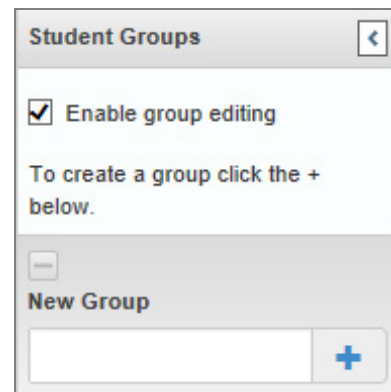 Student Groups
Enable group editing
To create a group click the +
below.
New Group